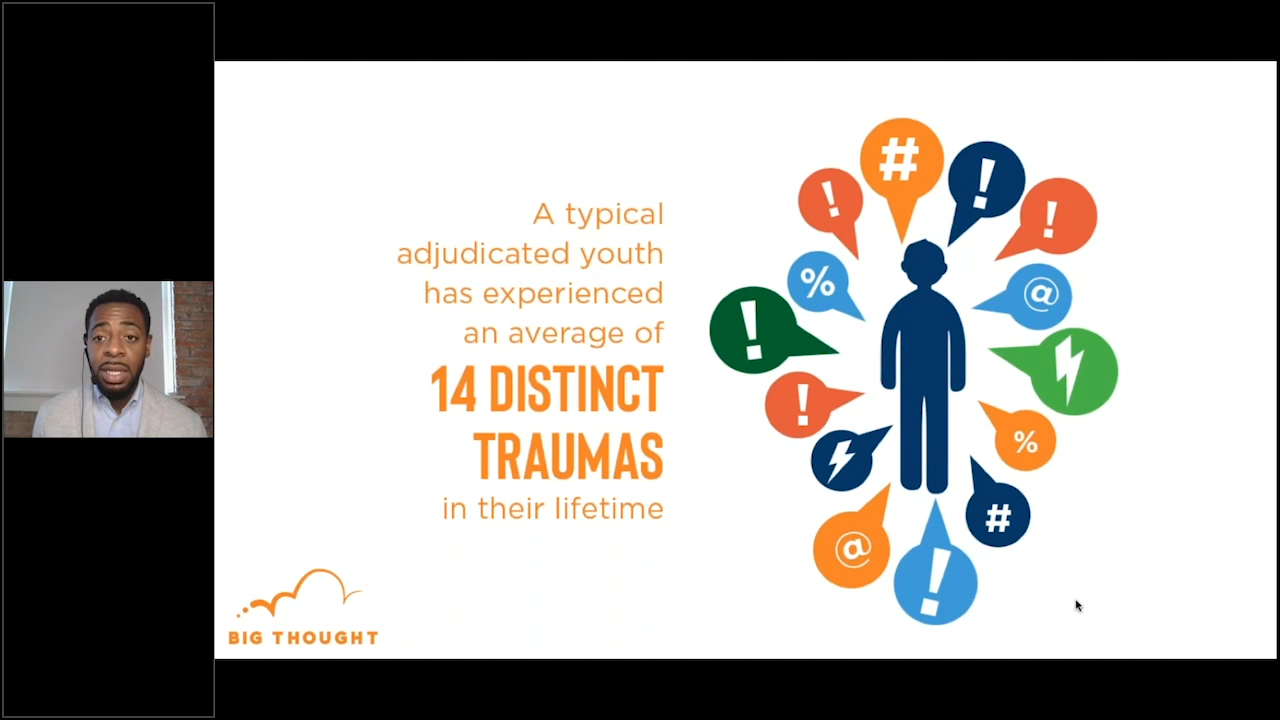 A typical
adjudicated youth
has experienced
an average of
14 DISTINCT
TRAUMAS
in their lifetime
#
!
!
!
%
@
!
!
%
#
@
!
BIG THOUGHT